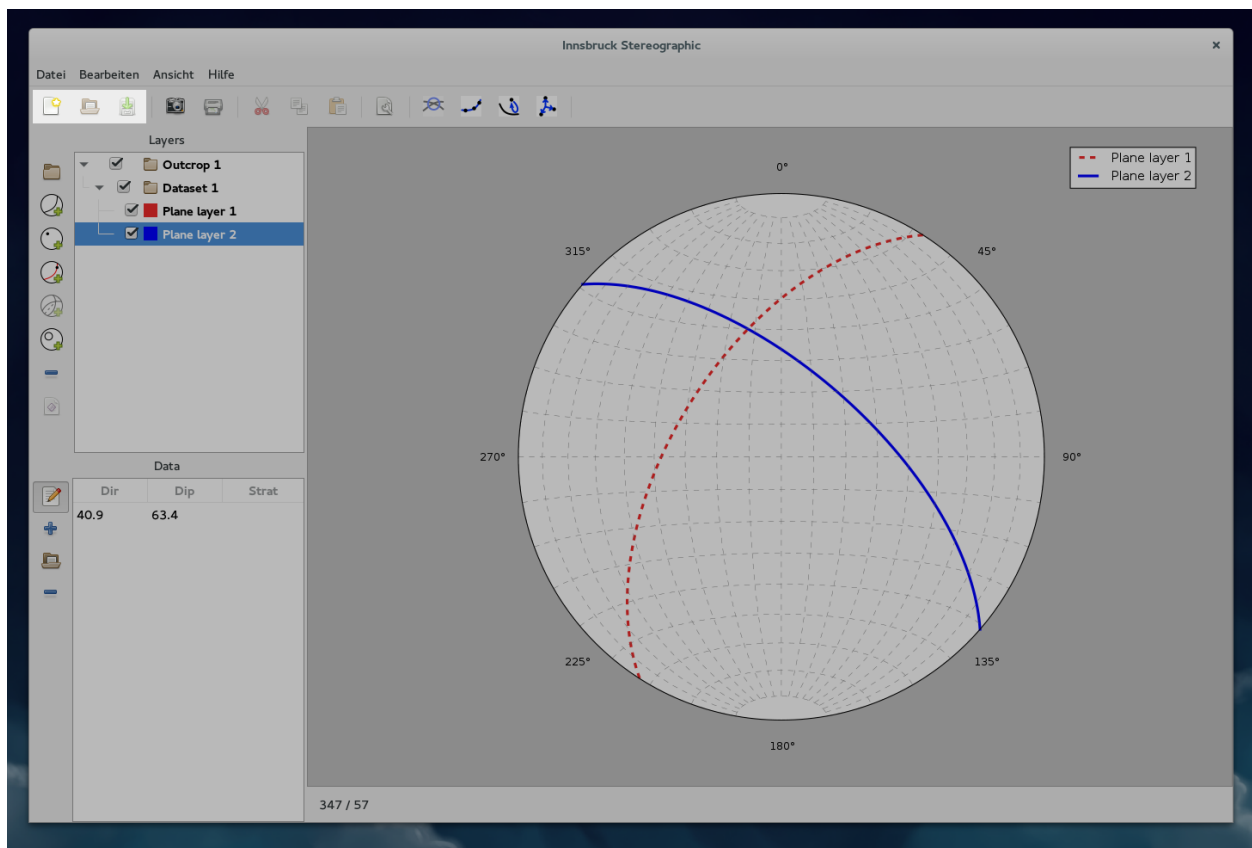 Innsbruck Stereographic
Datei Bearbeiten Ansicht Hilfe
Layers
Outcrop 1
Dataset 1
Plane layer 1
Plane layer 2
Data
Dir Dip Strat
40.9 63.4
Plane layer 1
Plane layer 2
0°
315° 45°
270° 90°
225° 135°
180°
347 / 57